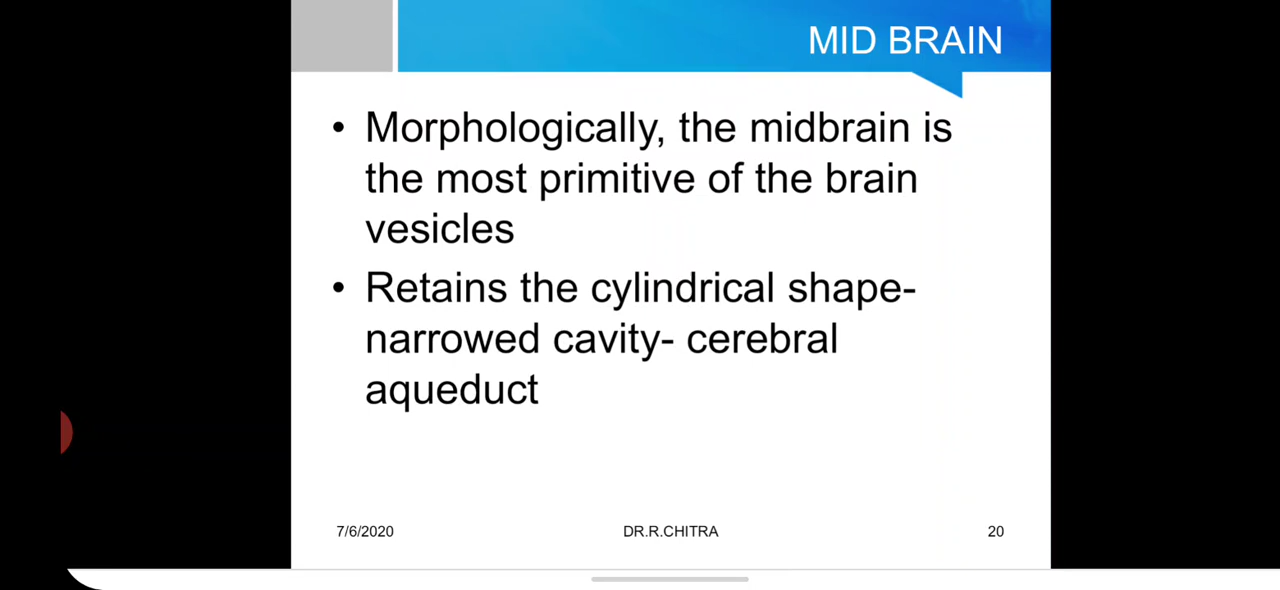 MID BRAIN
• Morphologically, the midbrain is
the most primitive of the brain
vesicles
• Retains the cylindrical shape-
narrowed cavity- cerebral
aqueduct
7/6/2020 DR.R.CHITRA 20